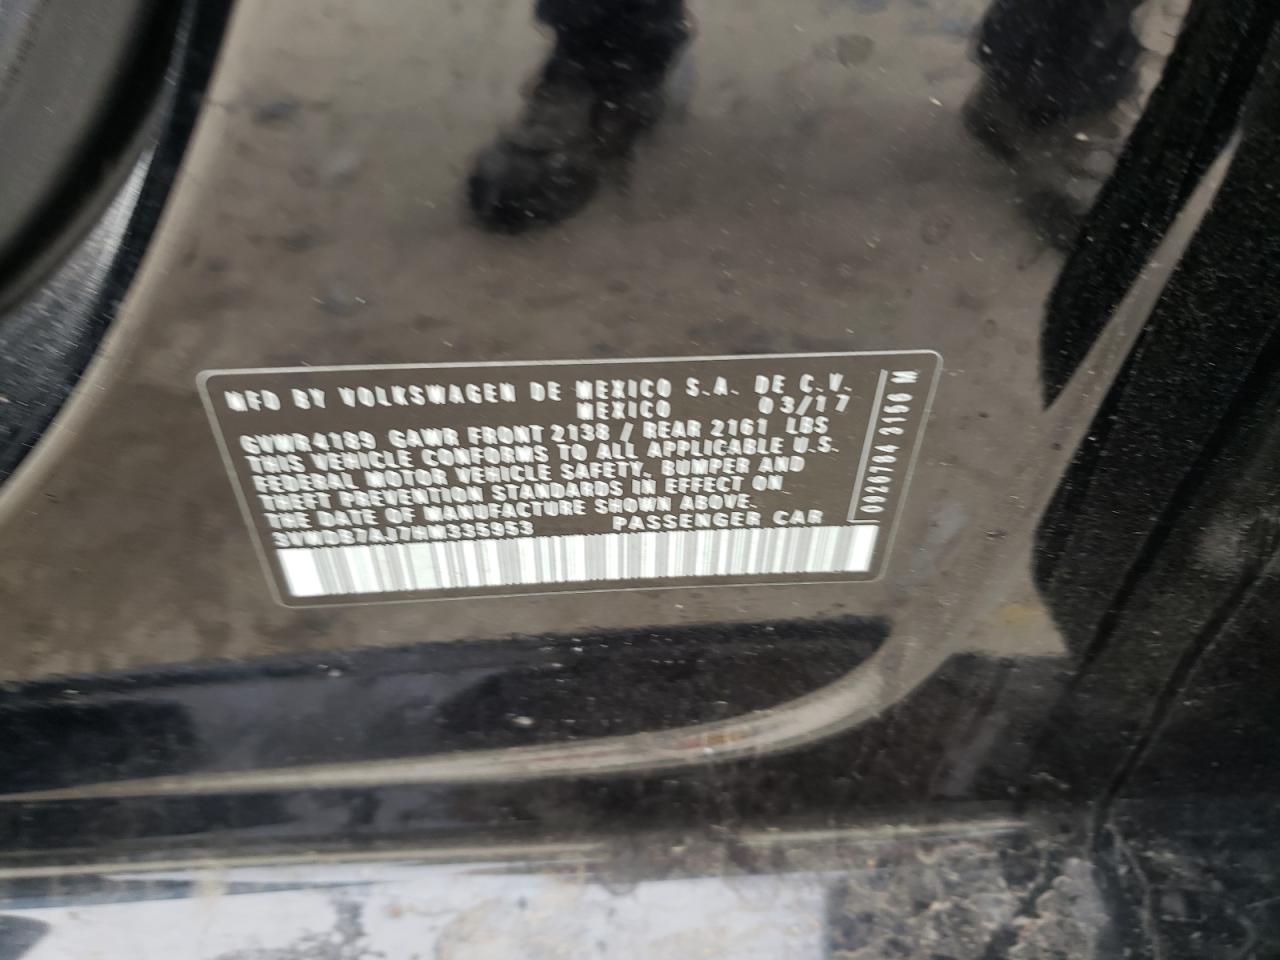 MFD BY VOLKSWAGEN DE MEXICO S.A. DE C.V.
MEXICO 03/17
GVWR 4189 GAWR FRONT 2138 / REAR 2161 LBS
THIS VEHICLE CONFORMS TO ALL APPLICABLE U.S.
FEDERAL MOTOR VEHICLE SAFETY, BUMPER AND
THEFT PREVENTION STANDARDS IN EFFECT ON
THE DATE OF MANUFACTURE SHOWN ABOVE.
PASSENGER CAR